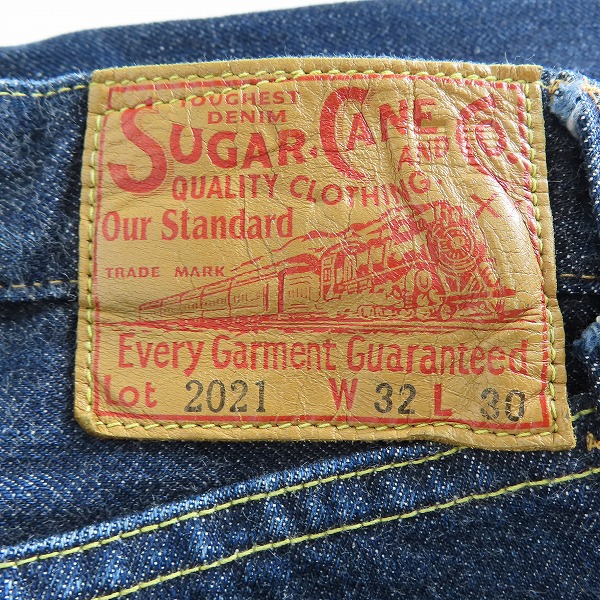 TOUGHEST
DENIM
SUGAR CANE Co.
AND
QUALITY CLOTHING
Our Standard
TRADE MARK
Every Garment Guaranteed
Lot 2021 W 32 L 30